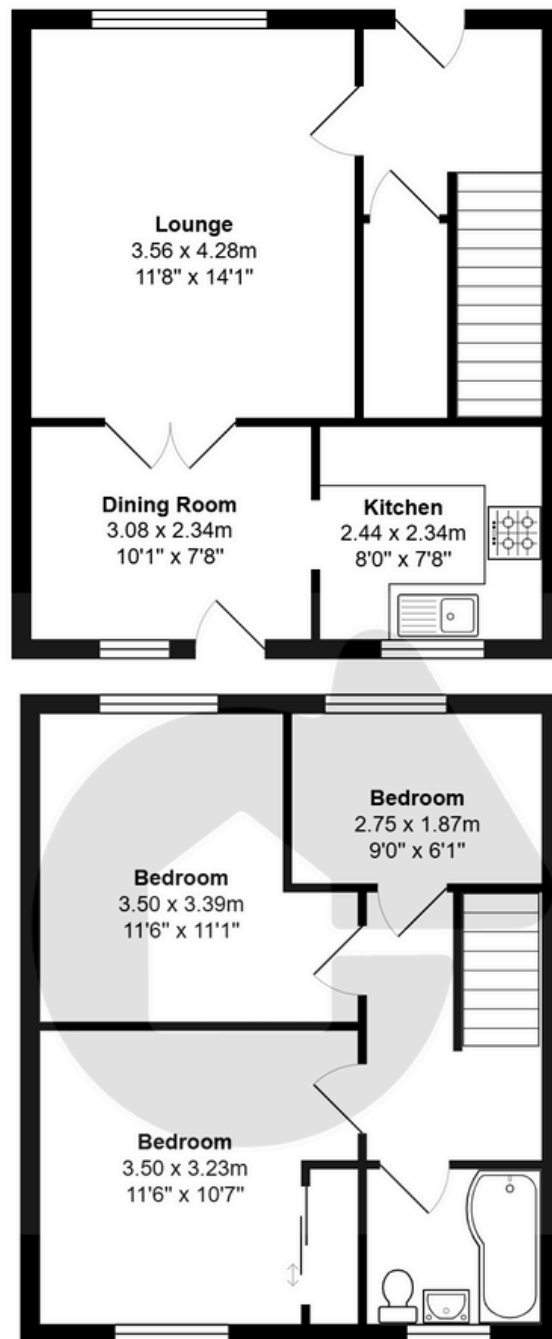 Lounge
3.56 x 4.28m
11'8" x 14'1"
Dining Room
3.08 x 2.34m
10'1" x 7'8"
Kitchen
2.44 x 2.34m
8'0" x 7'8"
Bedroom
2.75 x 1.87m
9'0" x 6'1"
Bedroom
3.50 x 3.39m
11'6" x 11'1"
Bedroom
3.50 x 3.23m
11'6" x 10'7"